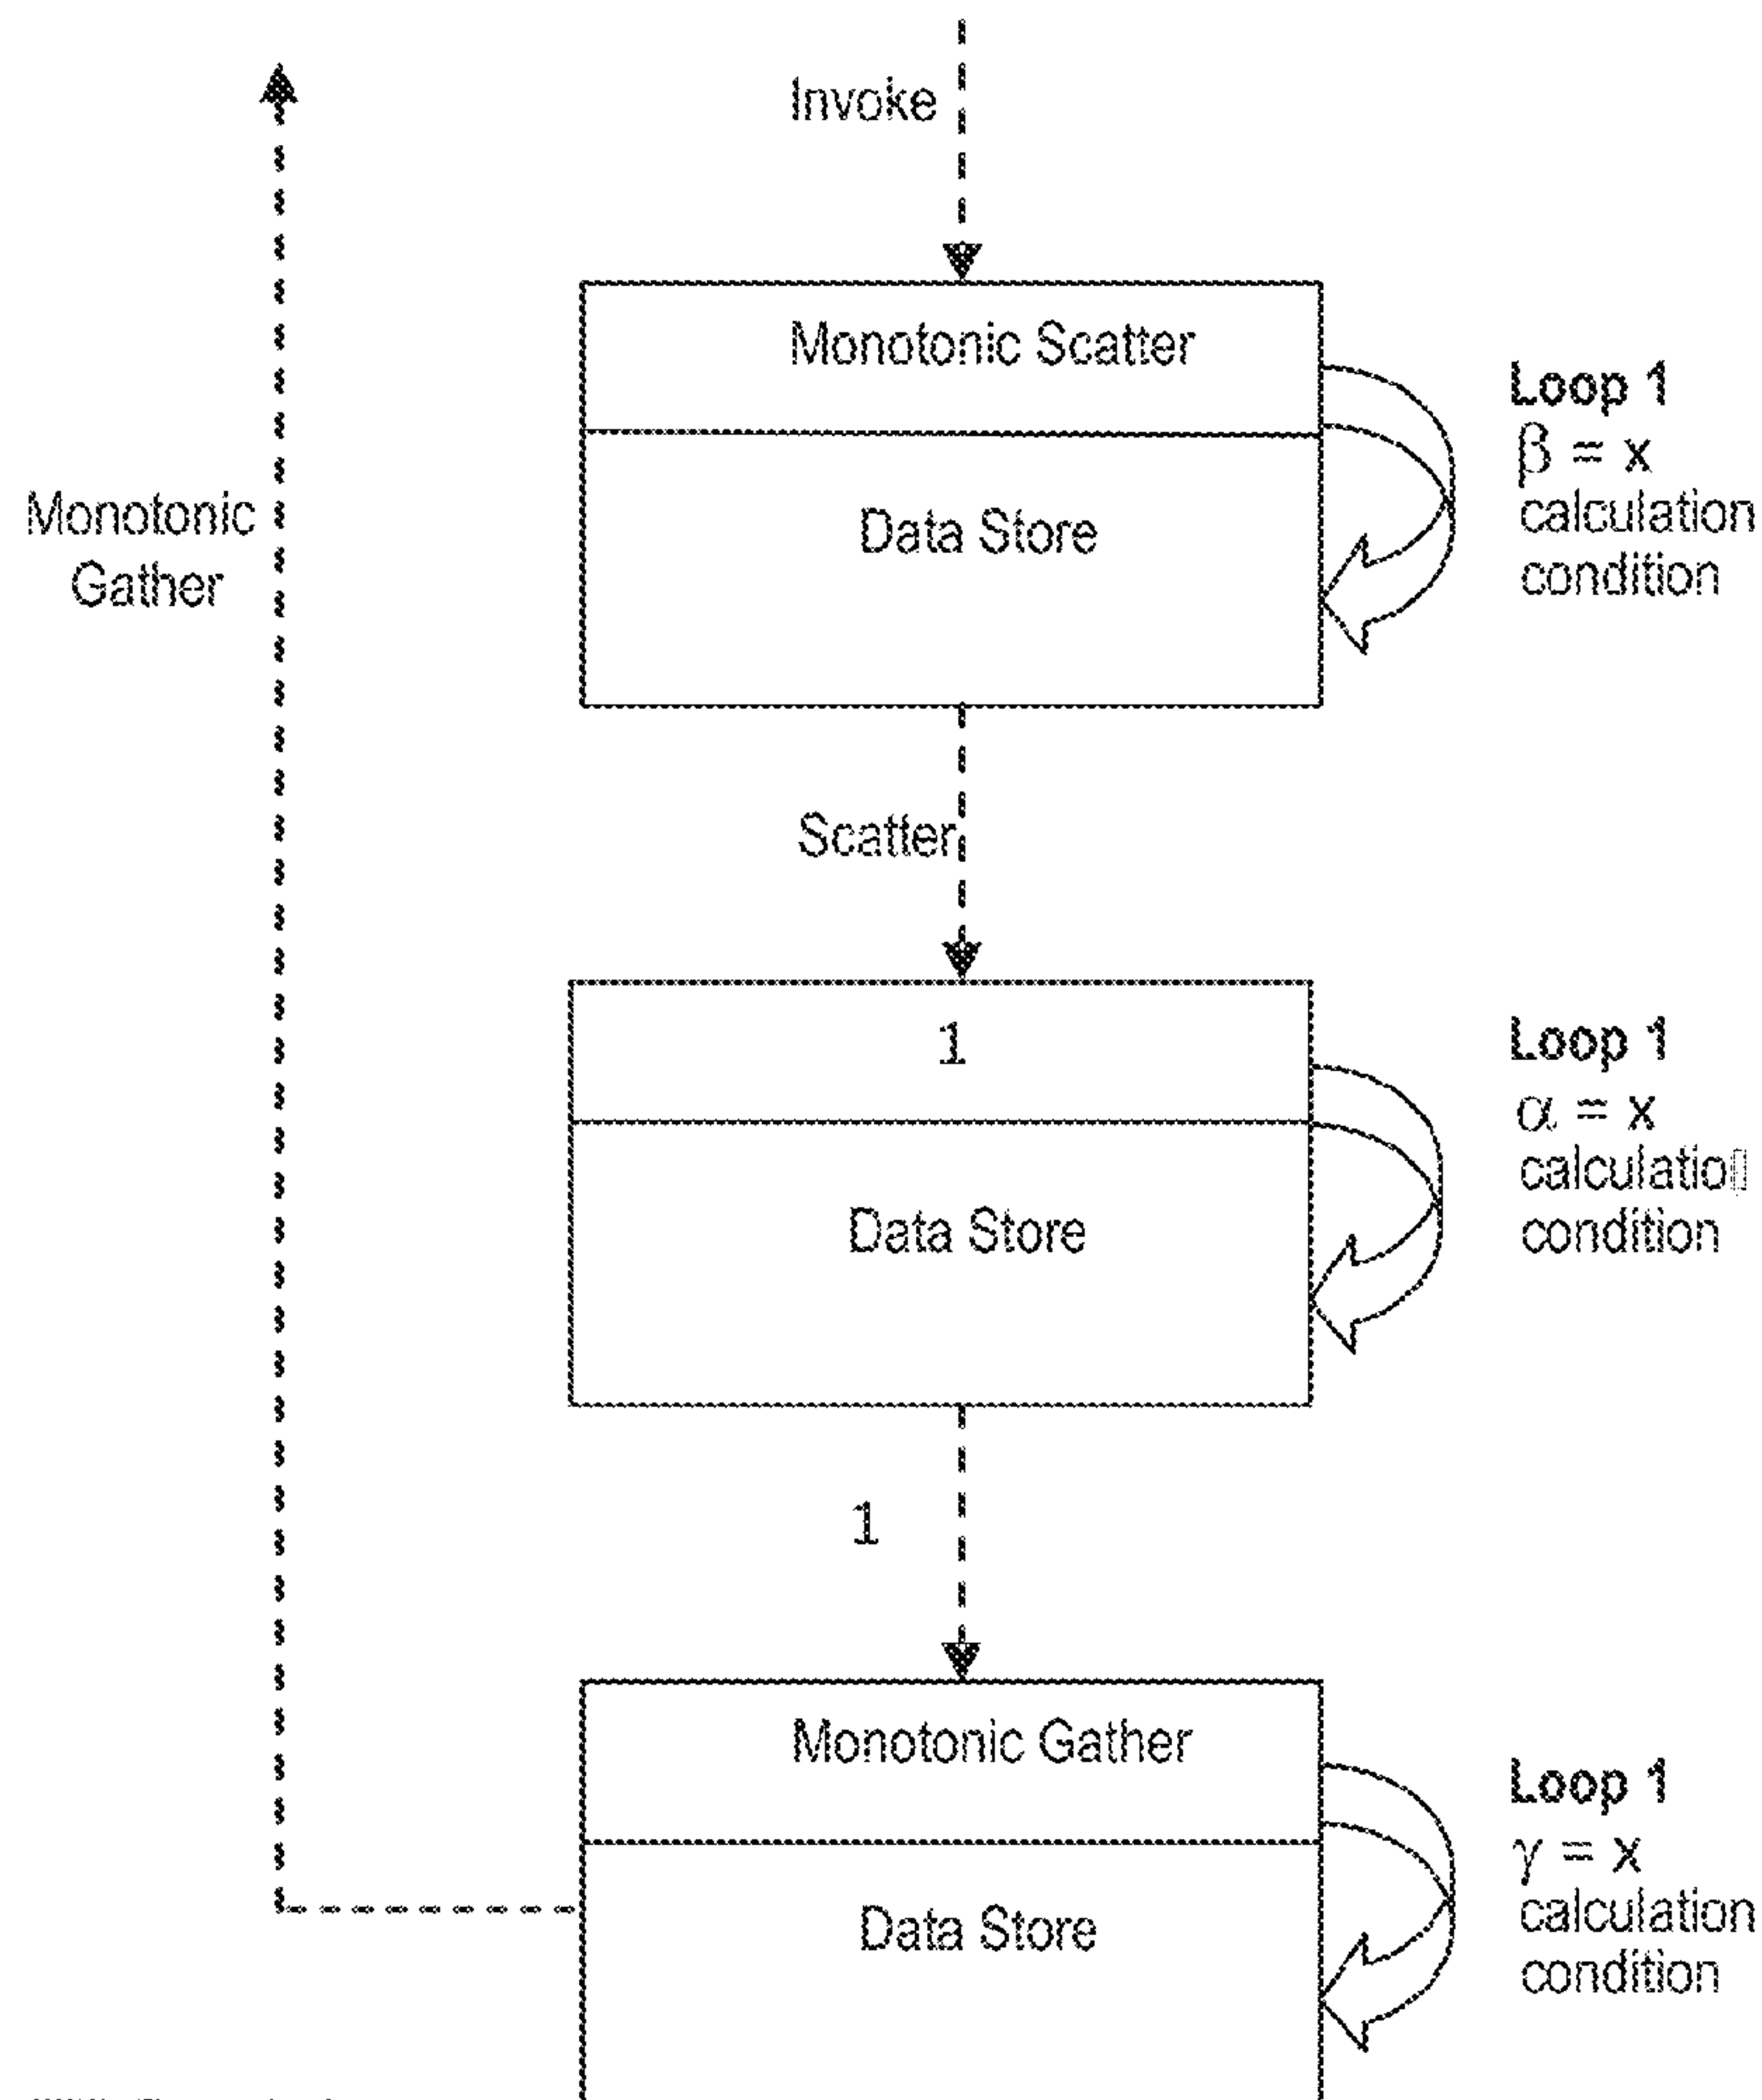 Invoke
Monotonic Scatter
Data Store
Loop 1
β = x
calculation
condition
Monotonic
Gather
Scatter
1
Data Store
Loop 1
α = x
calculatio
condition
1
Monotonic Gather
Data Store
Loop 1
γ = x
calculation
condition